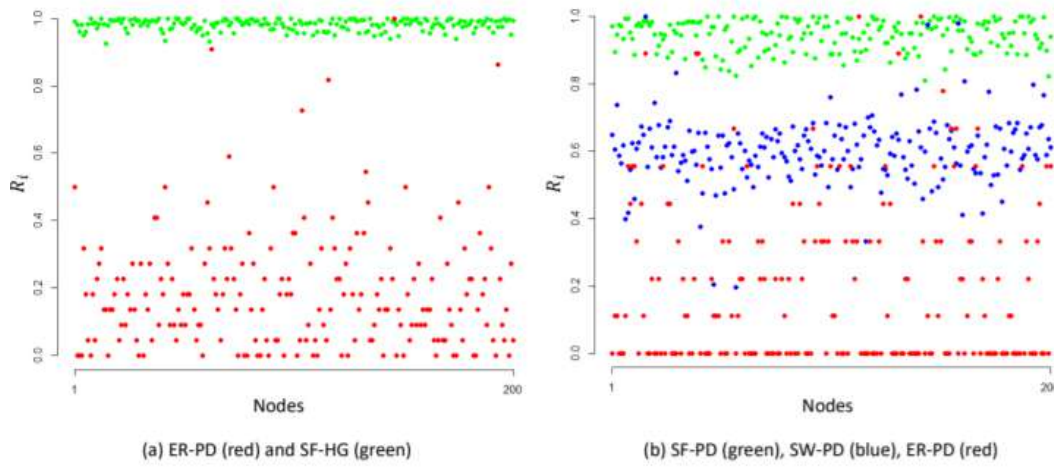 1.0
0.8
0.6
0.4
0.2
0.0
R_i
1
200
Nodes
(a) ER-PD (red) and SF-HG (green)
1.0
0.8
0.6
0.4
0.2
0.0
R_i
1
200
Nodes
(b) SF-PD (green), SW-PD (blue), ER-PD (red)